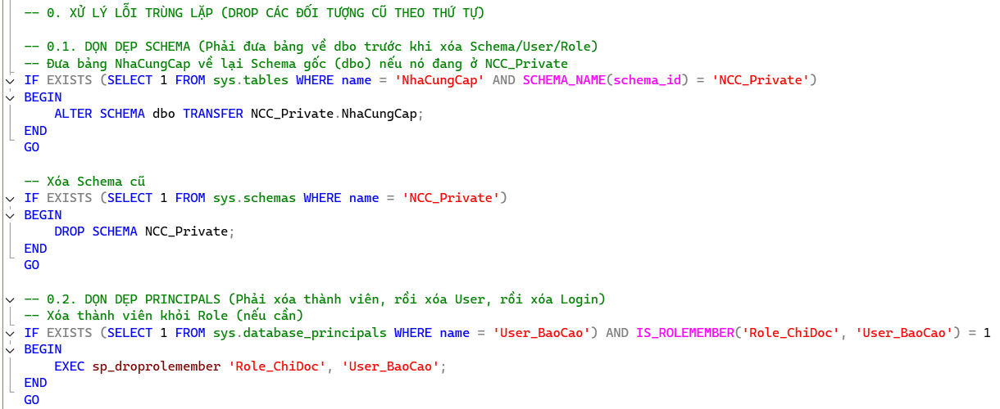 -- 0. XỬ LÝ LỖI TRÙNG LẶP (DROP CÁC ĐỐI TƯỢNG CŨ THEO THỨ TỰ)

-- 0.1. DỌN DẸP SCHEMA (Phải đưa bảng về dbo trước khi xóa Schema/User/Role)
-- Đưa bảng NhaCungCap về lại Schema gốc (dbo) nếu nó đang ở NCC_Private
IF EXISTS (SELECT 1 FROM sys.tables WHERE name = 'NhaCungCap' AND SCHEMA_NAME(schema_id) = 'NCC_Private')
BEGIN
    ALTER SCHEMA dbo TRANSFER NCC_Private.NhaCungCap;
END
GO

-- Xóa Schema cũ
IF EXISTS (SELECT 1 FROM sys.schemas WHERE name = 'NCC_Private')
BEGIN
    DROP SCHEMA NCC_Private;
END
GO

-- 0.2. DỌN DẸP PRINCIPALS (Phải xóa thành viên, rồi xóa User, rồi xóa Login)
-- Xóa thành viên khỏi Role (nếu cần)
IF EXISTS (SELECT 1 FROM sys.database_principals WHERE name = 'User_BaoCao') AND IS_ROLEMEMBER('Role_ChiDoc', 'User_BaoCao') = 1
BEGIN
    EXEC sp_droprolemember 'Role_ChiDoc', 'User_BaoCao';
END
GO